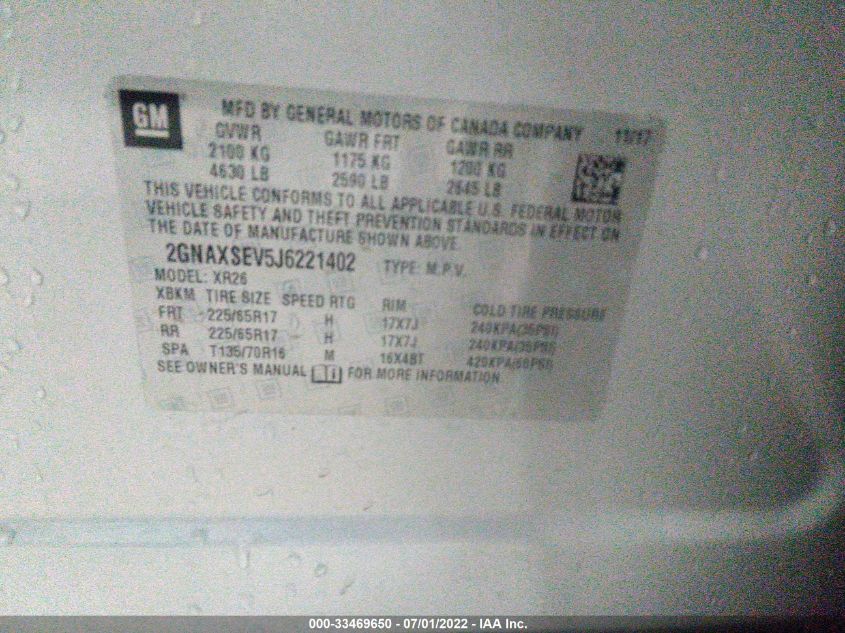 GM
MFD BY GENERAL MOTORS OF CANADA COMPANY 11/17
GVWR GAWR FRT GAWR RR
2100 KG 1175 KG 1200 KG
4630 LB 2590 LB 2645 LB
THIS VEHICLE CONFORMS TO ALL APPLICABLE U.S. FEDERAL MOTOR
VEHICLE SAFETY AND THEFT PREVENTION STANDARDS IN EFFECT ON
THE DATE OF MANUFACTURE SHOWN ABOVE.
2GNAXSEV5J6221402 TYPE: M.P.V.
MODEL: XR26
XBKM TIRE SIZE SPEED RTG RIM COLD TIRE PRESSURE
FRT 225/65R17 H 17X7J 240KPA(35PSI)
RR 225/65R17 H 17X7J 240KPA(35PSI)
SPA T135/70R16 M 16X4BT 420KPA(60PSI)
SEE OWNER'S MANUAL FOR MORE INFORMATION
000-33469650 - 07/01/2022 - IAA Inc.